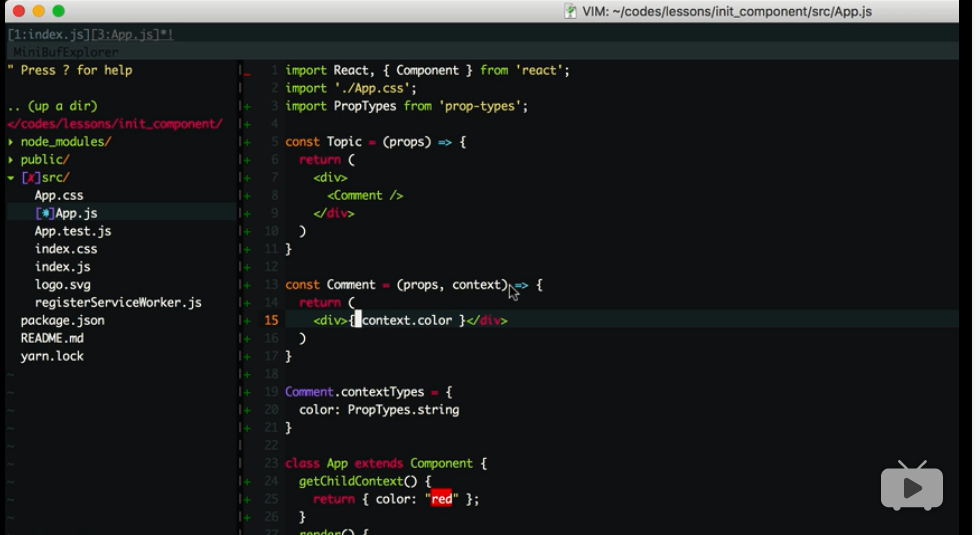 VIM: ~/codes/lessons/init_component/src/App.js
[1:index.js][3:App.js]*!
MiniBufExplorer
" Press ? for help
.. (up a dir)
</codes/lessons/init_component/
▸ node_modules/
▸ public/
▾ [✗]src/
App.css
[*]App.js
App.test.js
index.css
index.js
logo.svg
registerServiceWorker.js
package.json
README.md
yarn.lock
1 import React, { Component } from 'react';
2 import './App.css';
3 import PropTypes from 'prop-types';
4
5 const Topic = (props) => {
6 return (
7 <div>
8 <Comment />
9 </div>
10 )
11 }
12
13 const Comment = (props, context) => {
14 return (
15 <div>{ context.color }</div>
16 )
17 }
18
19 Comment.contextTypes = {
20 color: PropTypes.string
21 }
22
23 class App extends Component {
24 getChildContext() {
25 return { color: "red" };
26 }
27 render() {